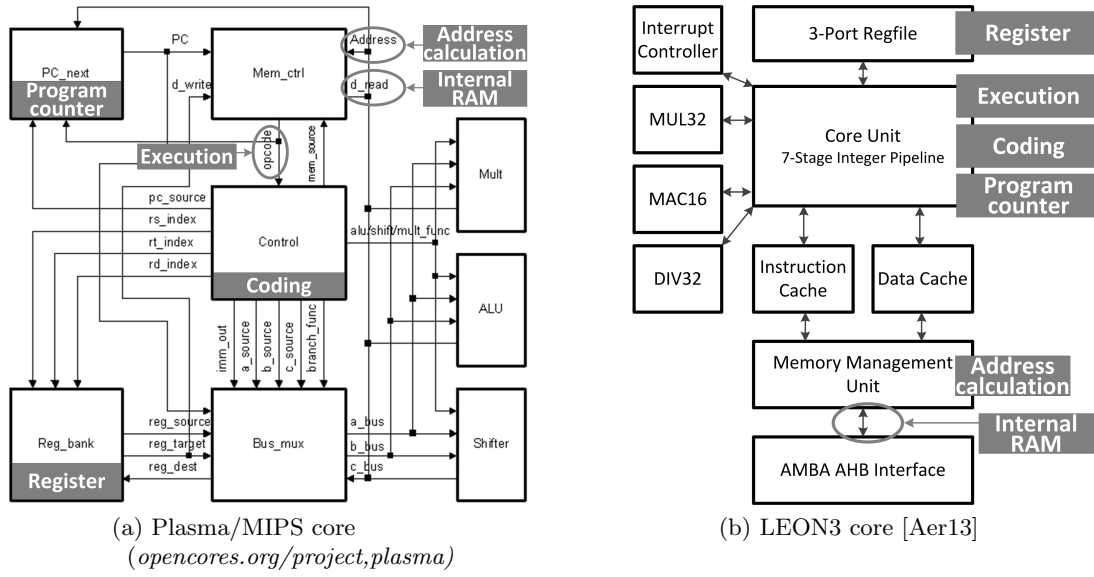 PC
Address
Address
calculation
PC_next
Program
counter
d_write
Mem_ctrl
d_read
Internal
RAM
Execution
opcode
mem_source
Mult
pc_source
rs_index
rt_index
rd_index
Control
Coding
alu/shift/mult_func
ALU
imm_out
a_source
b_source
c_source
branch_func
Reg_bank
Register
reg_source
reg_target
reg_dest
Bus_mux
a_bus
b_bus
c_bus
Shifter
(a) Plasma/MIPS core
(opencores.org/project,plasma)
Interrupt
Controller
3-Port Regfile
Register
MUL32
Core Unit
7-Stage Integer Pipeline
Execution
Coding
Program
counter
MAC16
DIV32
Instruction
Cache
Data Cache
Memory Management
Unit
Address
calculation
Internal
RAM
AMBA AHB Interface
(b) LEON3 core [Aer13]